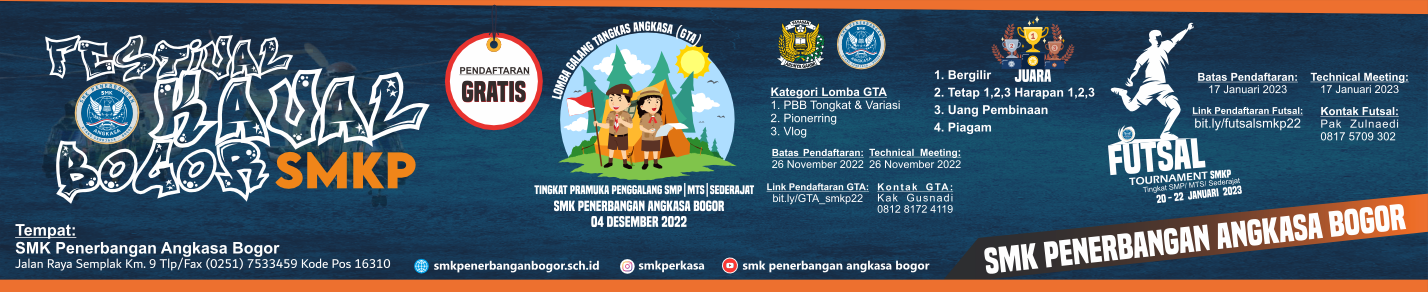 FESTIVAL
KAVAL
BOGOR SMKP
Tempat:
SMK Penerbangan Angkasa Bogor
Jalan Raya Semplak Km. 9 Tlp/Fax (0251) 7533459 Kode Pos 16310
PENDAFTARAN
GRATIS
LOMBA GALANG TANGKAS ANGKASA (GTA)
TINGKAT PRAMUKA PENGGALANG SMP|MTS|SEDERAJAT
SMK PENERBANGAN ANGKASA BOGOR
04 DESEMBER 2022
Kategori Lomba GTA
1. PBB Tongkat & Variasi
2. Pionerring
3. Vlog
Batas Pendaftaran:
26 November 2022
Technical Meeting:
26 November 2022
Link Pendaftaran GTA:
bit.ly/GTA_smkp22
Kontak GTA:
Kak Gusnadi
0812 8172 4119
JUARA
1. Bergilir
2. Tetap 1,2,3 Harapan 1,2,3
3. Uang Pembinaan
4. Piagam
FUTSAL
TOURNAMENT SMKP
Tingkat SMP/ MTS/ Sederajat
20 - 22 JANUARI 2023
Batas Pendaftaran:
17 Januari 2023
Technical Meeting:
17 Januari 2023
Link Pendaftaran Futsal:
bit.ly/futsalsmkp22
Kontak Futsal:
Pak Zulnaedi
0817 5709 302
smkpenerbanganbogor.sch.id
smkperkasa
smk penerbangan angkasa bogor
SMK PENERBANGAN ANGKASA BOGOR